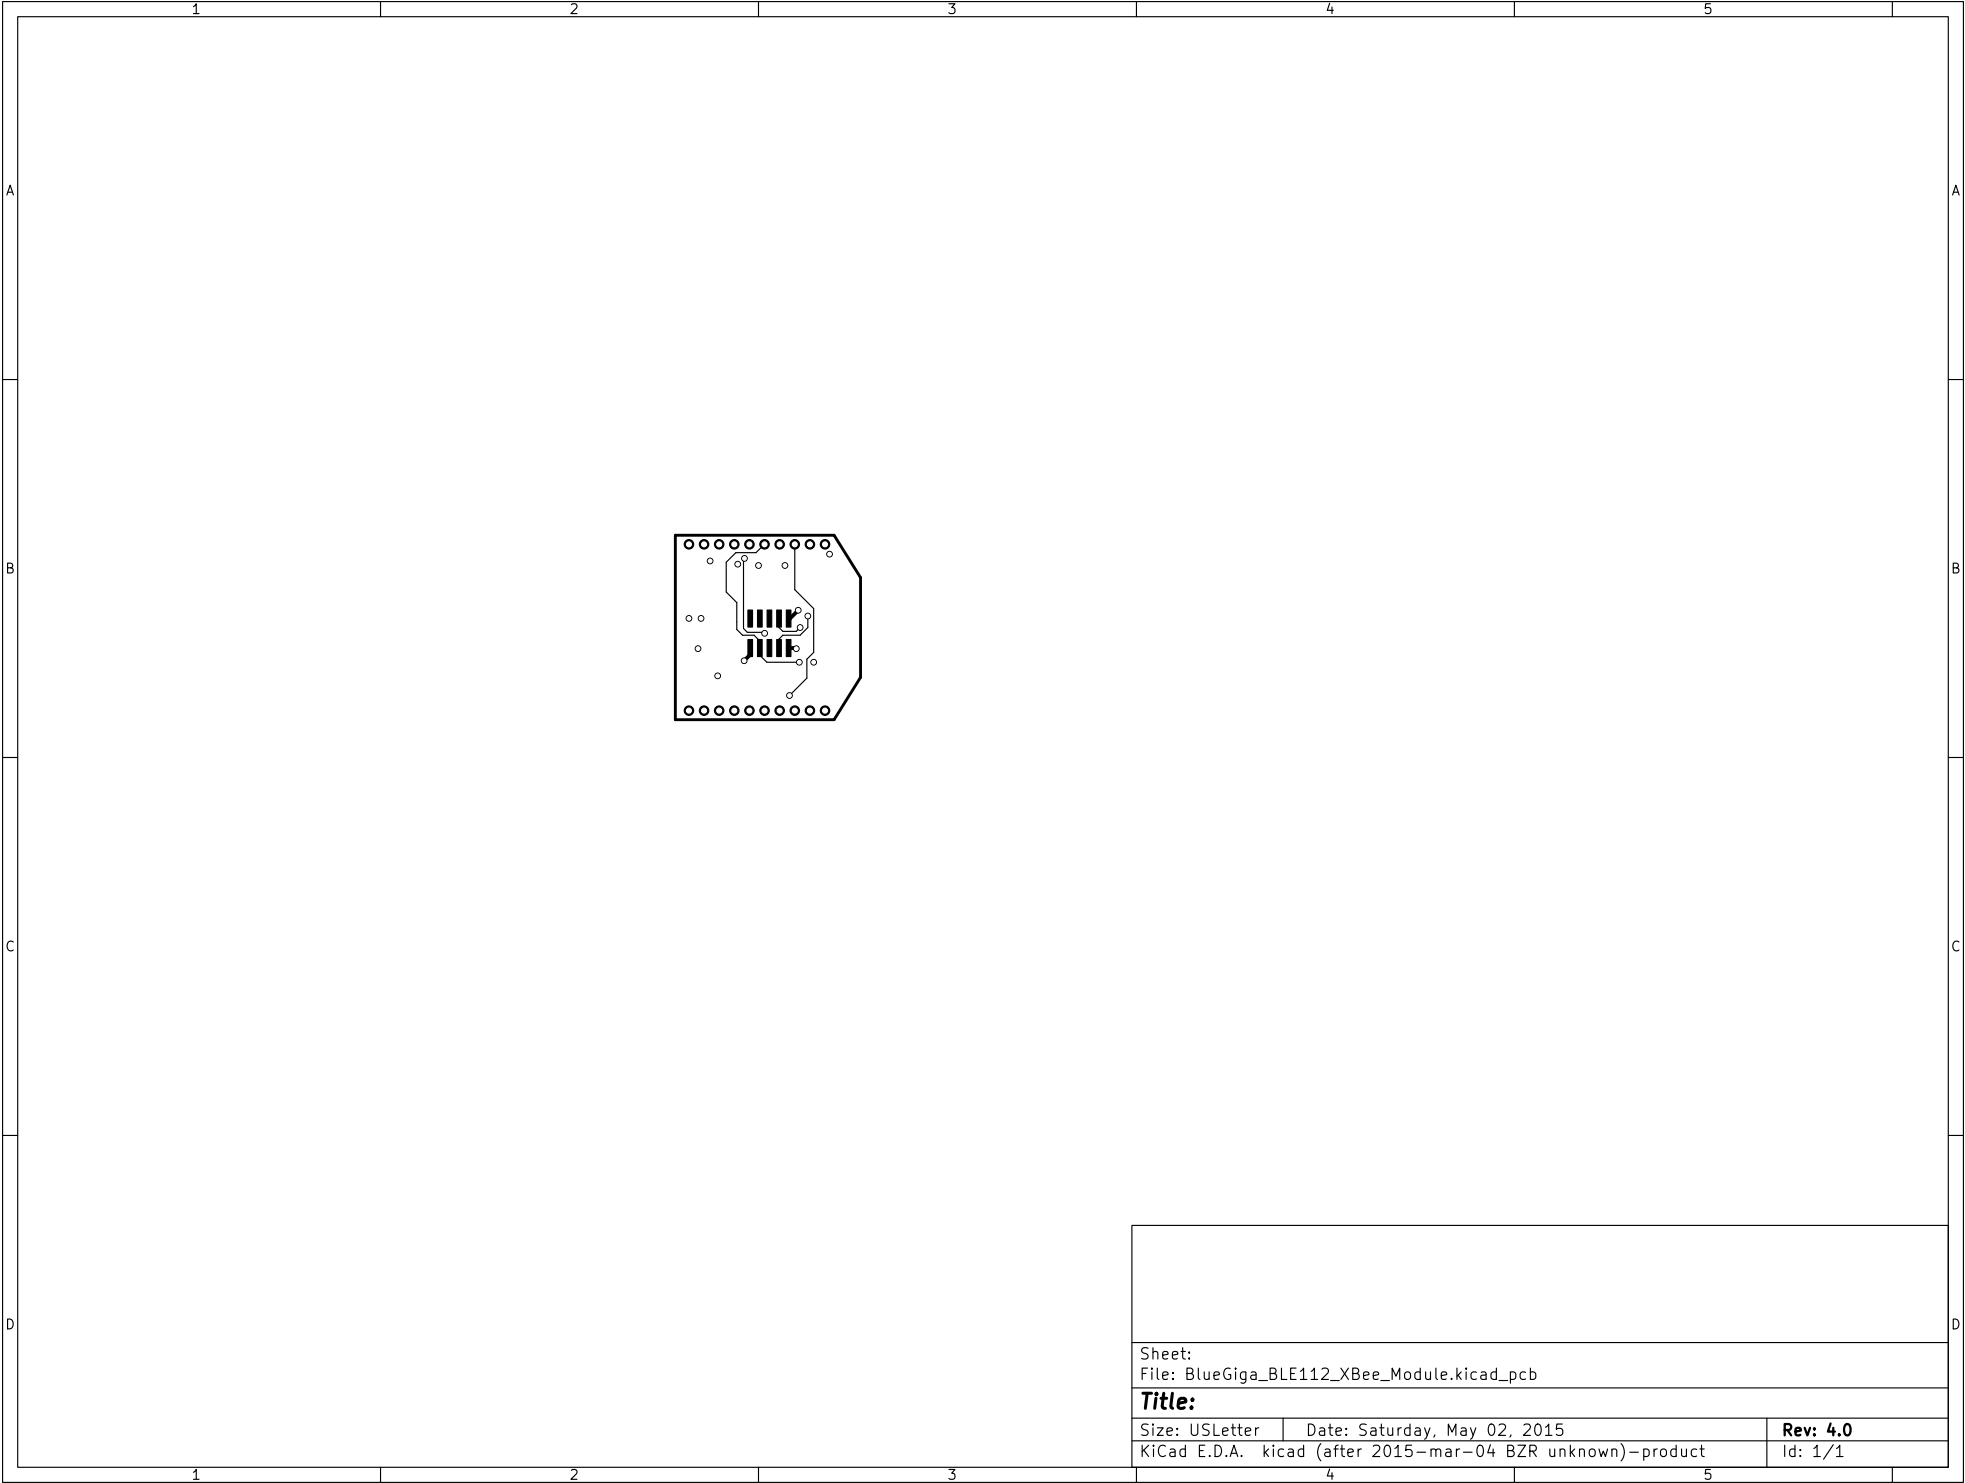 1 2 3 4 5
A A
B B
C C
D D
Sheet:
File: BlueGiga_BLE112_XBee_Module.kicad_pcb
Title:
Size: USLetter Date: Saturday, May 02, 2015 Rev: 4.0
KiCad E.D.A. kicad (after 2015-mar-04 BZR unknown)-product Id: 1/1
1 2 3 4 5